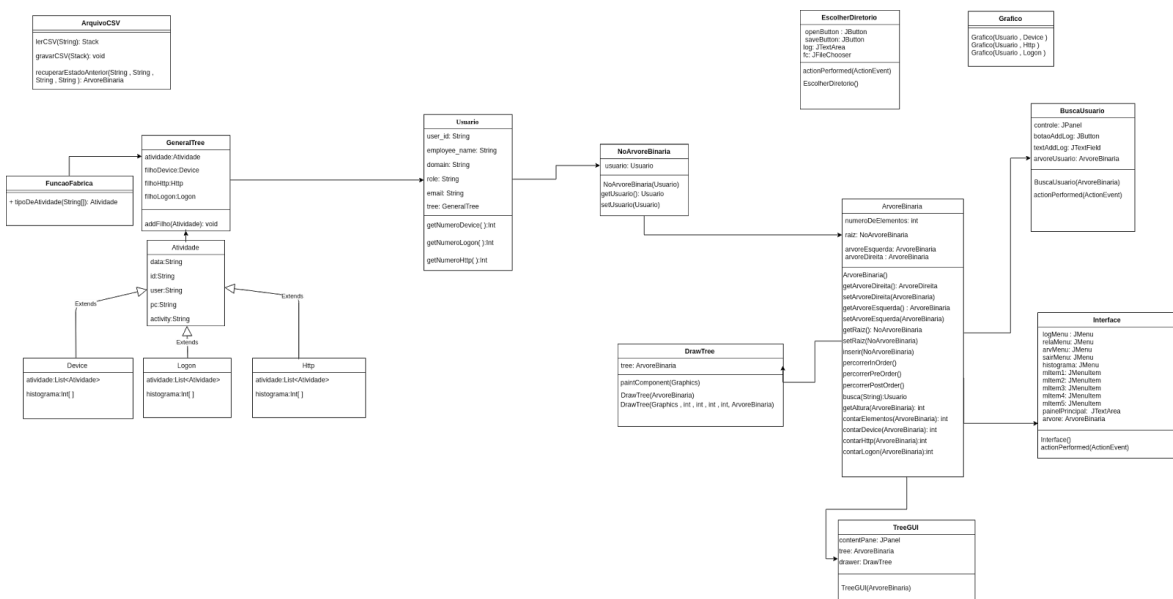 ArquivoCSV
lerCSV(String): Stack
gravarCSV(Stack): void
recuperarEstadoAnterior(String , String ,
String , String ): ArvoreBinaria
EscolherDiretorio
openButton : JButton
saveButton: JButton
log: JTextArea
fc: JFileChooser
actionPerformed(ActionEvent)
EscolherDiretorio()
Grafico
Grafico(Usuario , Device )
Grafico(Usuario , Http )
Grafico(Usuario , Logon )
GeneralTree
atividade:Atividade
filhoDevice:Device
filhoHttp:Http
filhoLogon:Logon
addFilho(Atividade): void
FuncaoFabrica
+ tipoDeAtividade(String[]): Atividade
Usuario
user_id: String
employee_name: String
domain: String
role: String
email: String
tree: GeneralTree
getNumeroDevice( ):Int
getNumeroLogon( ):Int
getNumeroHttp( ):Int
NoArvoreBinaria
usuario: Usuario
NoArvoreBinaria(Usuario)
getUsuario(): Usuario
setUsuario(Usuario)
BuscaUsuario
controle: JPanel
botaoAddLog: JButton
textAddLog: JTextField
arvoreUsuario: ArvoreBinaria
BuscaUsuario(ArvoreBinaria)
actionPerformed(ActionEvent)
ArvoreBinaria
numeroDeElementos: int
raiz: NoArvoreBinaria
arvoreEsquerda: ArvoreBinaria
arvoreDireita : ArvoreBinaria
ArvoreBinaria()
getArvoreDireita(): ArvoreDireita
setArvoreDireita(ArvoreBinaria)
getArvoreEsquerda() : ArvoreBinaria
setArvoreEsquerda(ArvoreBinaria)
getRaiz(): NoArvoreBinaria
setRaiz(NoArvoreBinaria)
inserir(NoArvoreBinaria)
percorrerInOrder()
percorrerPreOrder()
percorrerPostOrder()
busca(String):Usuario
getAltura(ArvoreBinaria): int
contarElementos(ArvoreBinaria): int
contarDevice(ArvoreBinaria): int
contarHttp(ArvoreBinaria):int
contarLogon(ArvoreBinaria):int
Atividade
data:String
id:String
user:String
pc:String
activity:String
Extends
Extends
Extends
Device
atividade:List<Atividade>
histograma:Int[ ]
Logon
atividade:List<Atividade>
histograma:Int[ ]
Http
atividade:List<Atividade>
histograma:Int[ ]
DrawTree
tree: ArvoreBinaria
paintComponent(Graphics)
DrawTree(ArvoreBinaria)
DrawTree(Graphics , int , int , int , int, ArvoreBinaria)
Interface
logMenu : JMenu
relaMenu: JMenu
arvMenu: JMenu
sairMenu: JMenu
histograma: JMenu
mItem1: JMenuItem
mItem2: JMenuItem
mItem3: JMenuItem
mItem4: JMenuItem
mItem5: JMenuItem
painelPrincipal: JTextArea
arvore: ArvoreBinaria
Interface()
actionPerformed(ActionEvent)
TreeGUI
contentPane: JPanel
tree: ArvoreBinaria
drawer: DrawTree
TreeGUI(ArvoreBinaria)